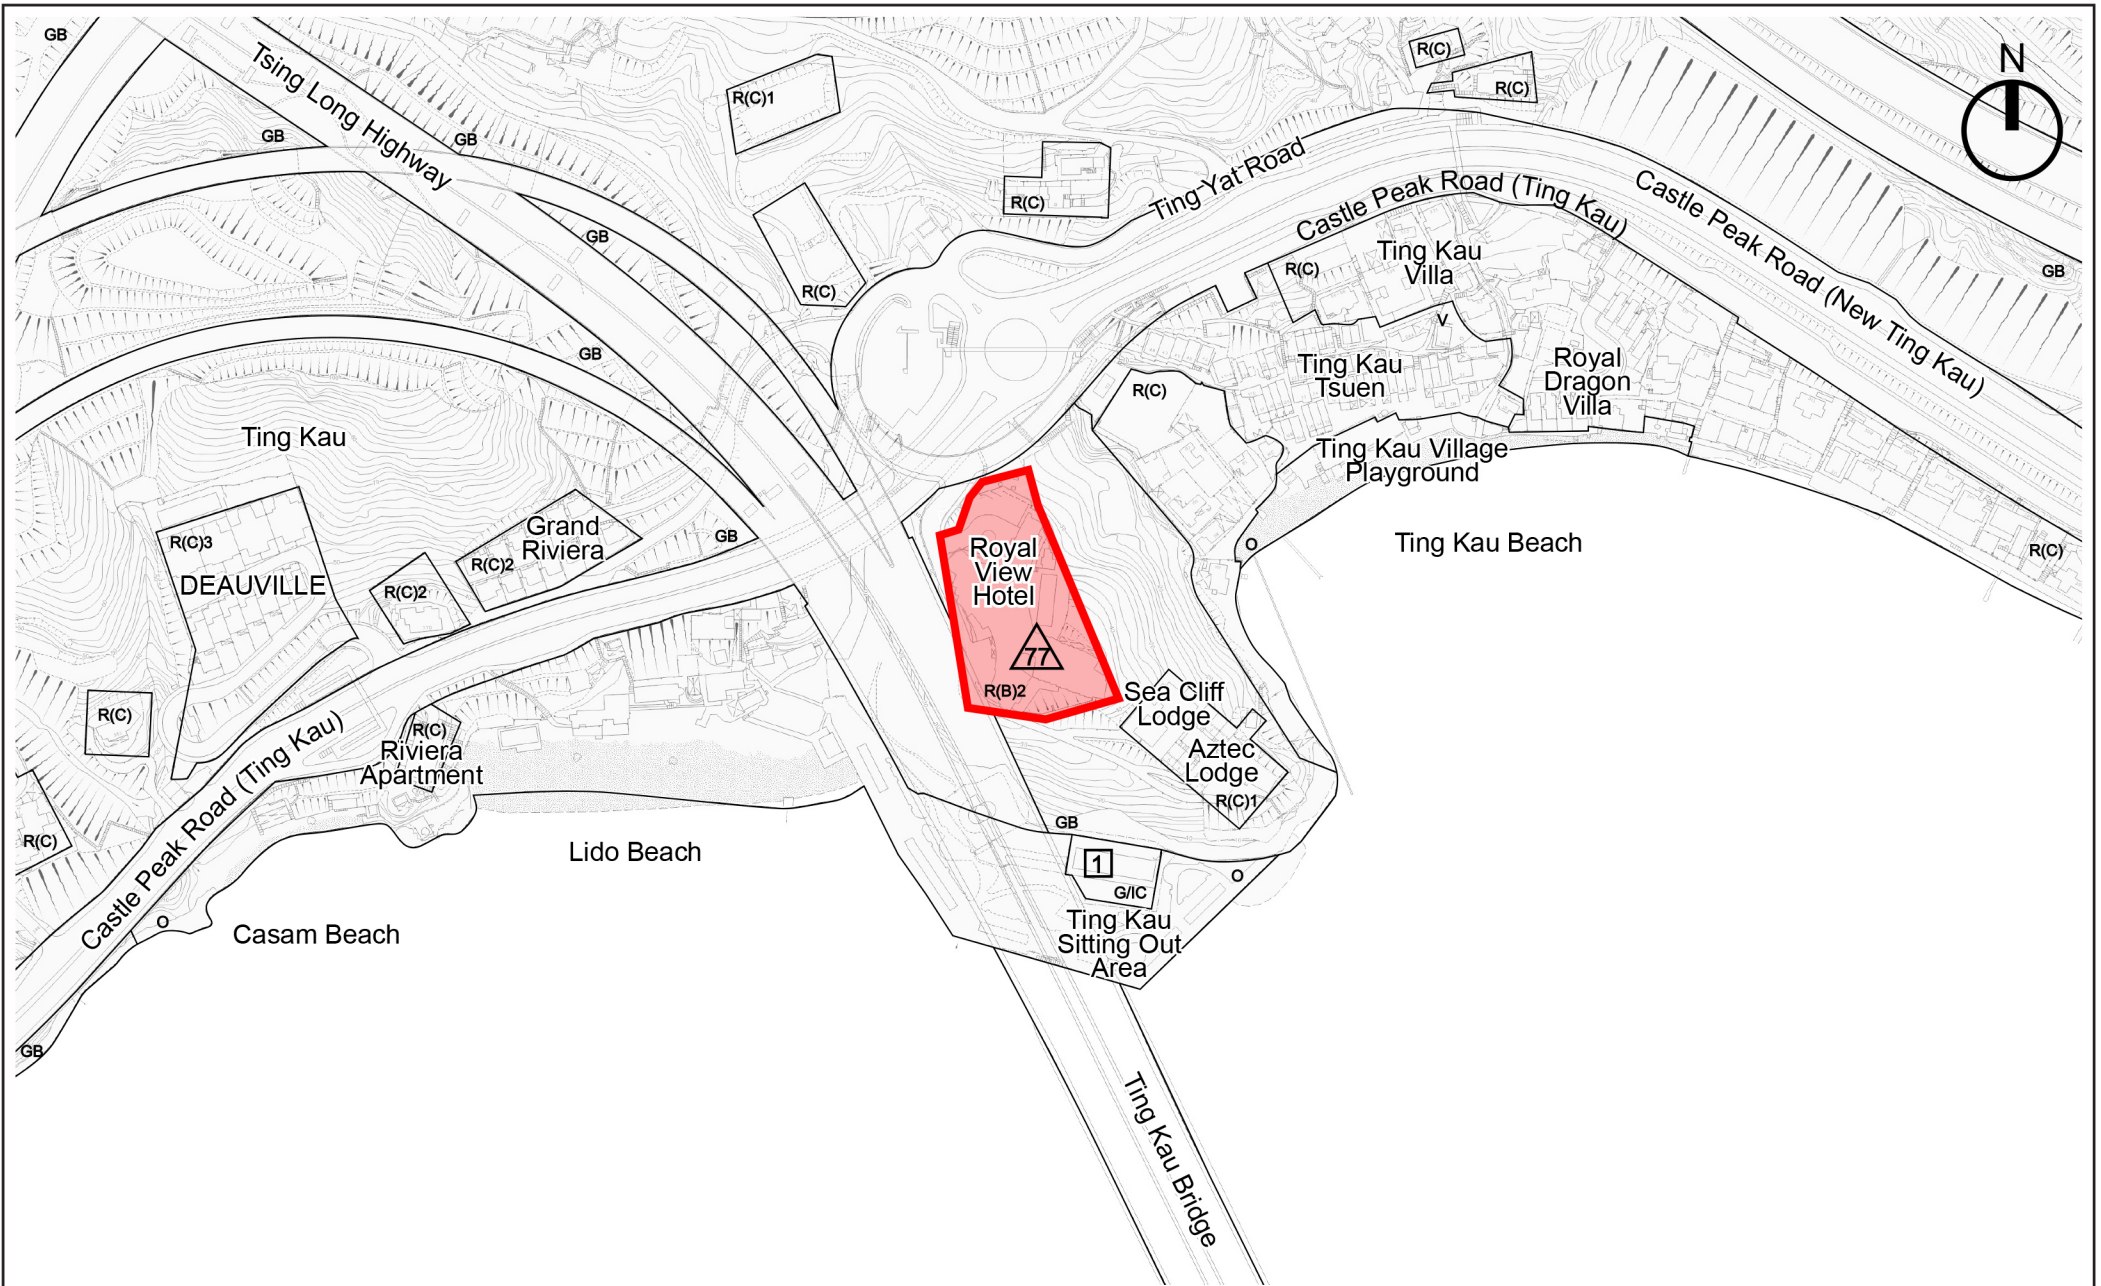 GB
Tsing Long Highway
R(C)1
R(C)
R(C)
N
GB
GB
R(C)
Ting Yat Road
Castle Peak Road (Ting Kau)
Castle Peak Road (New Ting Kau)
GB
R(C)
R(C)
Ting Kau
Villa
GB
V
GB
Ting Kau
Tsuen
Royal
Dragon
Villa
R(C)
Ting Kau
Ting Kau Village
Playground
R(C)3
DEAUVILLE
R(C)2
Grand
Riviera
R(C)2
GB
Royal
View
Hotel
77
R(B)2
O
Ting Kau Beach
R(C)
R(C)
R(C)
Riviera
Apartment
Sea Cliff
Lodge
Aztec
Lodge
R(C)1
Castle Peak Road (Ting Kau)
R(C)
Lido Beach
GB
1
G/IC
O
O
Casam Beach
Ting Kau
Sitting Out
Area
GB
Ting Kau Bridge